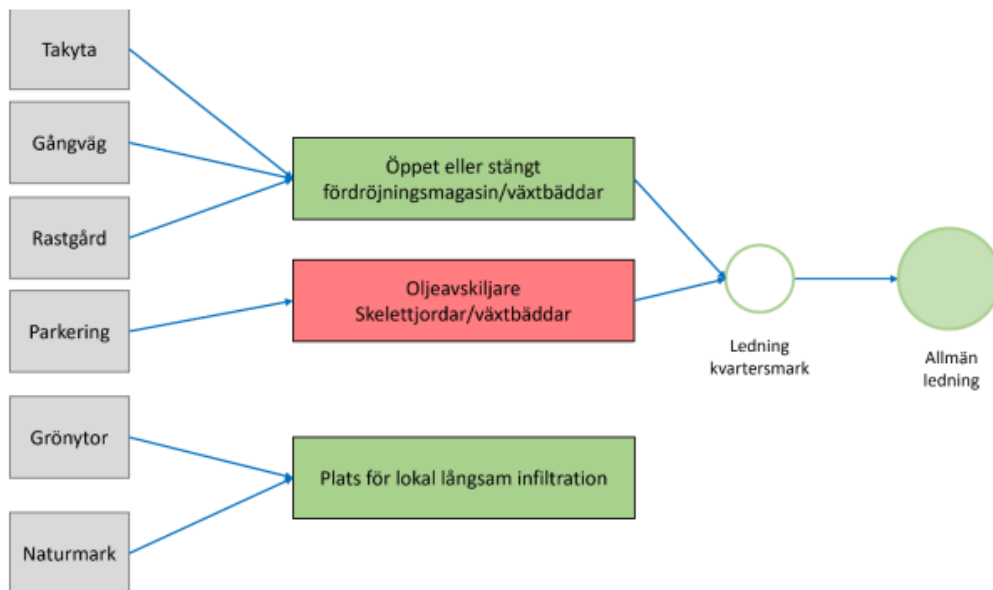 Takyta
Gångväg
Rastgård
Parkering
Grönytor
Naturmark
Öppet eller stängt
fördröjningsmagasin/växtbäddar
Oljeavskiljare
Skelettjordar/växtbäddar
Plats för lokal långsam infiltration
Ledning
kvartersmark
Allmän
ledning